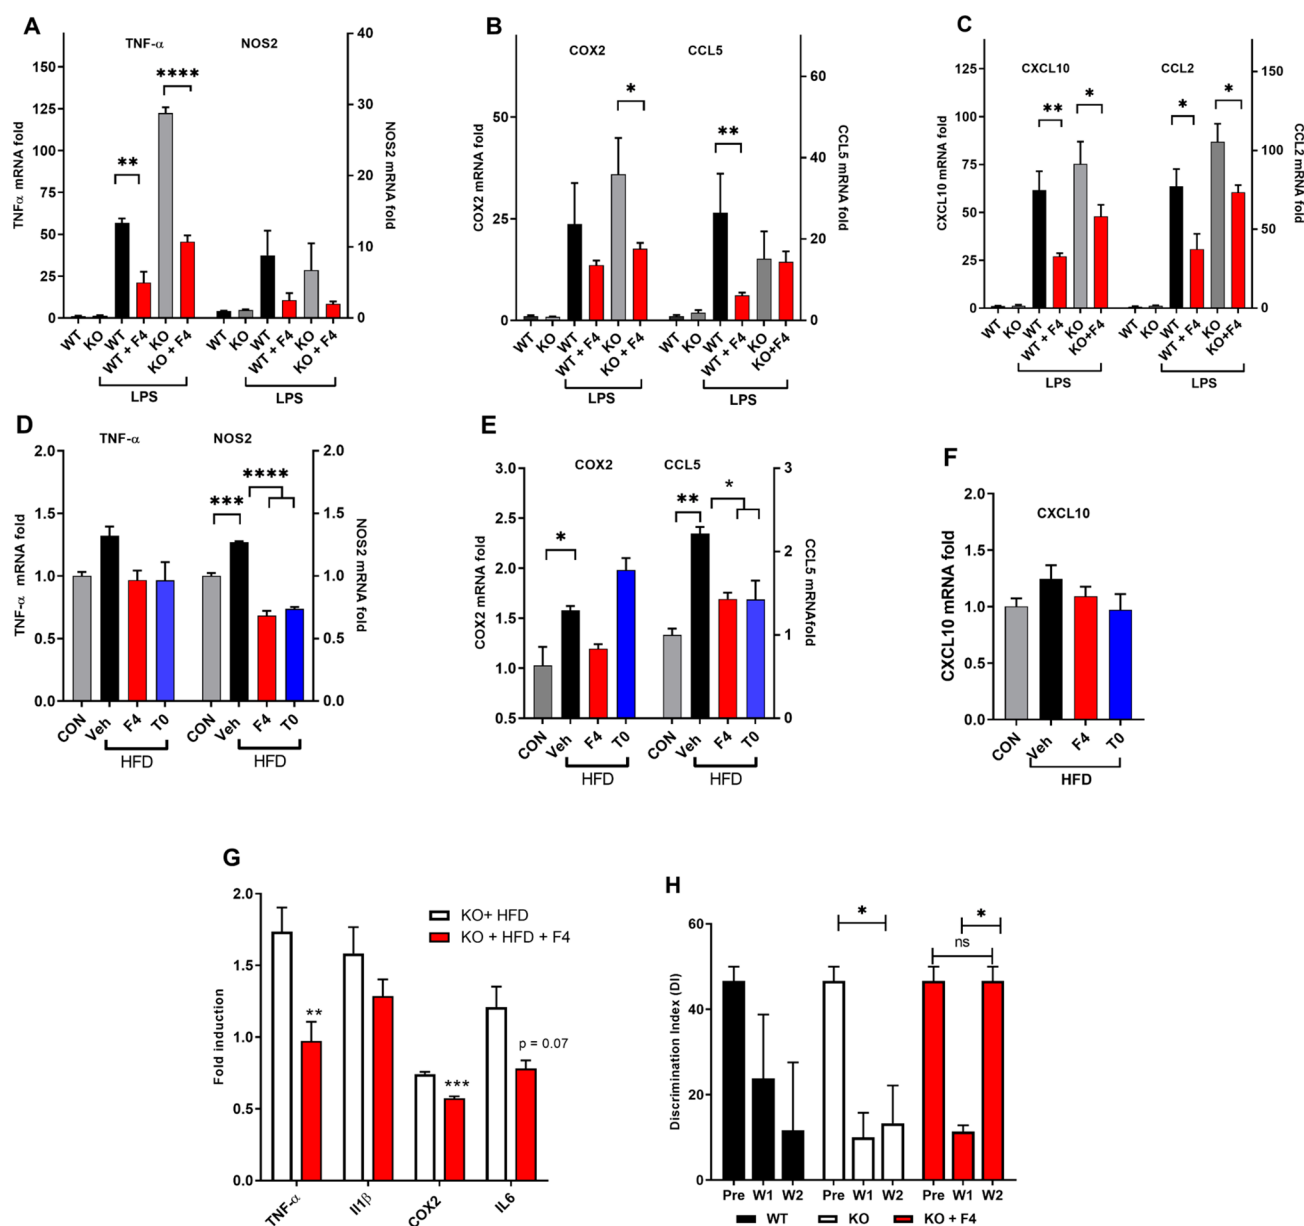 A
TNF-α NOS2
TNFα mRNA fold
150
125
100
75
50
25
0
**
****
40
30
20
10
0
NOS2 mRNA fold
WT KO WT WT + F4 KO KO + F4
WT KO WT WT + F4 KO KO + F4
LPS LPS
B
COX2 CCL5
COX2 mRNA fold
50
25
0
*
**
60
40
20
0
CCL5 mRNA fold
WT KO WT WT + F4 KO KO + F4
WT KO WT WT + F4 KO KO+F4
LPS LPS
C
CXCL10 CCL2
CXCL10 mRNA fold
125
100
75
50
25
0
**
*
*
*
150
100
50
0
CCL2 mRNA fold
WT KO WT WT + F4 KO KO+F4
WT KO WT WT + F4 KO KO+F4
LPS LPS
D
TNF-α NOS2
TNF-α mRNA fold
2.0
1.5
1.0
0.5
0.0
***
****
2.0
1.5
1.0
0.5
0.0
NOS2 mRNA fold
CON Veh F4 T0 CON Veh F4 T0
HFD HFD
E
COX2 CCL5
COX2 mRNA fold
3.0
2.5
2.0
1.5
1.0
0.5
*
**
*
3
2
1
0
CCL5 mRNAfold
CON Veh F4 T0 CON Veh F4 T0
HFD HFD
F
CXCL10
CXCL10 mRNA fold
2.0
1.5
1.0
0.5
0.0
CON Veh F4 T0
HFD
G
Fold induction
2.0
1.5
1.0
0.5
0.0
KO+ HFD
KO + HFD + F4
**
***
p = 0.07
TNF-α Il1β COX2 IL6
H
Discrimination Index (DI)
60
40
20
0
*
*
ns
Pre W1 W2 Pre W1 W2 Pre W1 W2
WT KO KO + F4